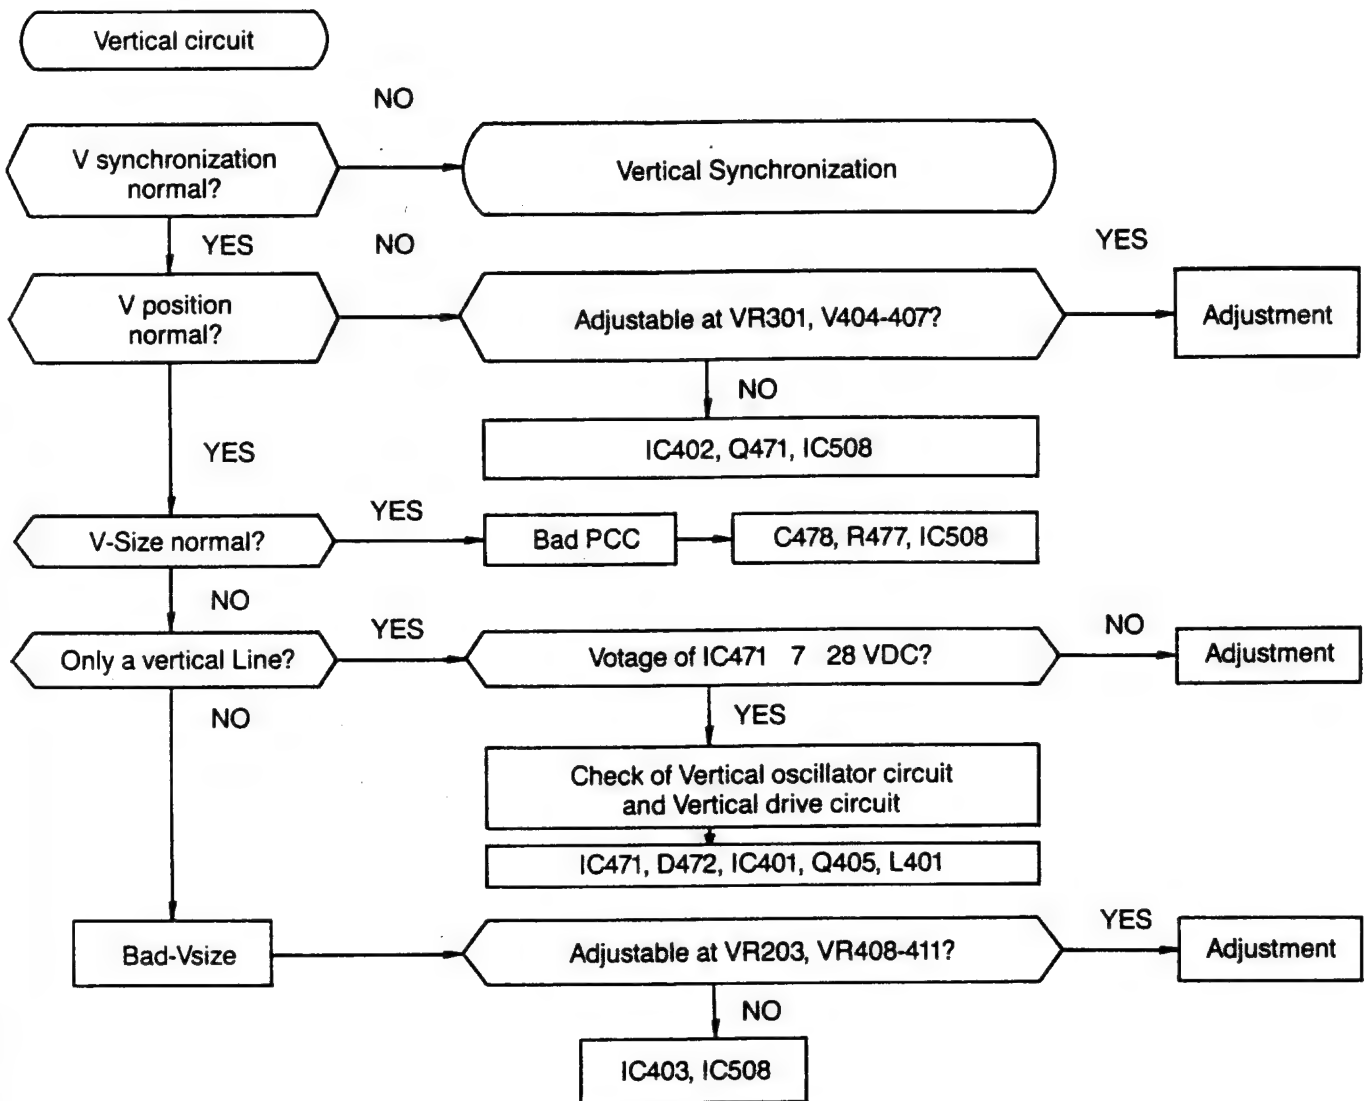 Vertical circuit
NO
V synchronization
normal?
Vertical Synchronization
YES
NO
YES
V position
normal?
Adjustable at VR301, V404-407?
Adjustment
NO
IC402, Q471, IC508
YES
YES
V-Size normal?
Bad PCC
C478, R477, IC508
NO
YES
NO
Only a vertical Line?
Votage of IC471 7 28 VDC?
Adjustment
NO
YES
Check of Vertical oscillator circuit
and Vertical drive circuit
IC471, D472, IC401, Q405, L401
YES
Bad-Vsize
Adjustable at VR203, VR408-411?
Adjustment
NO
IC403, IC508